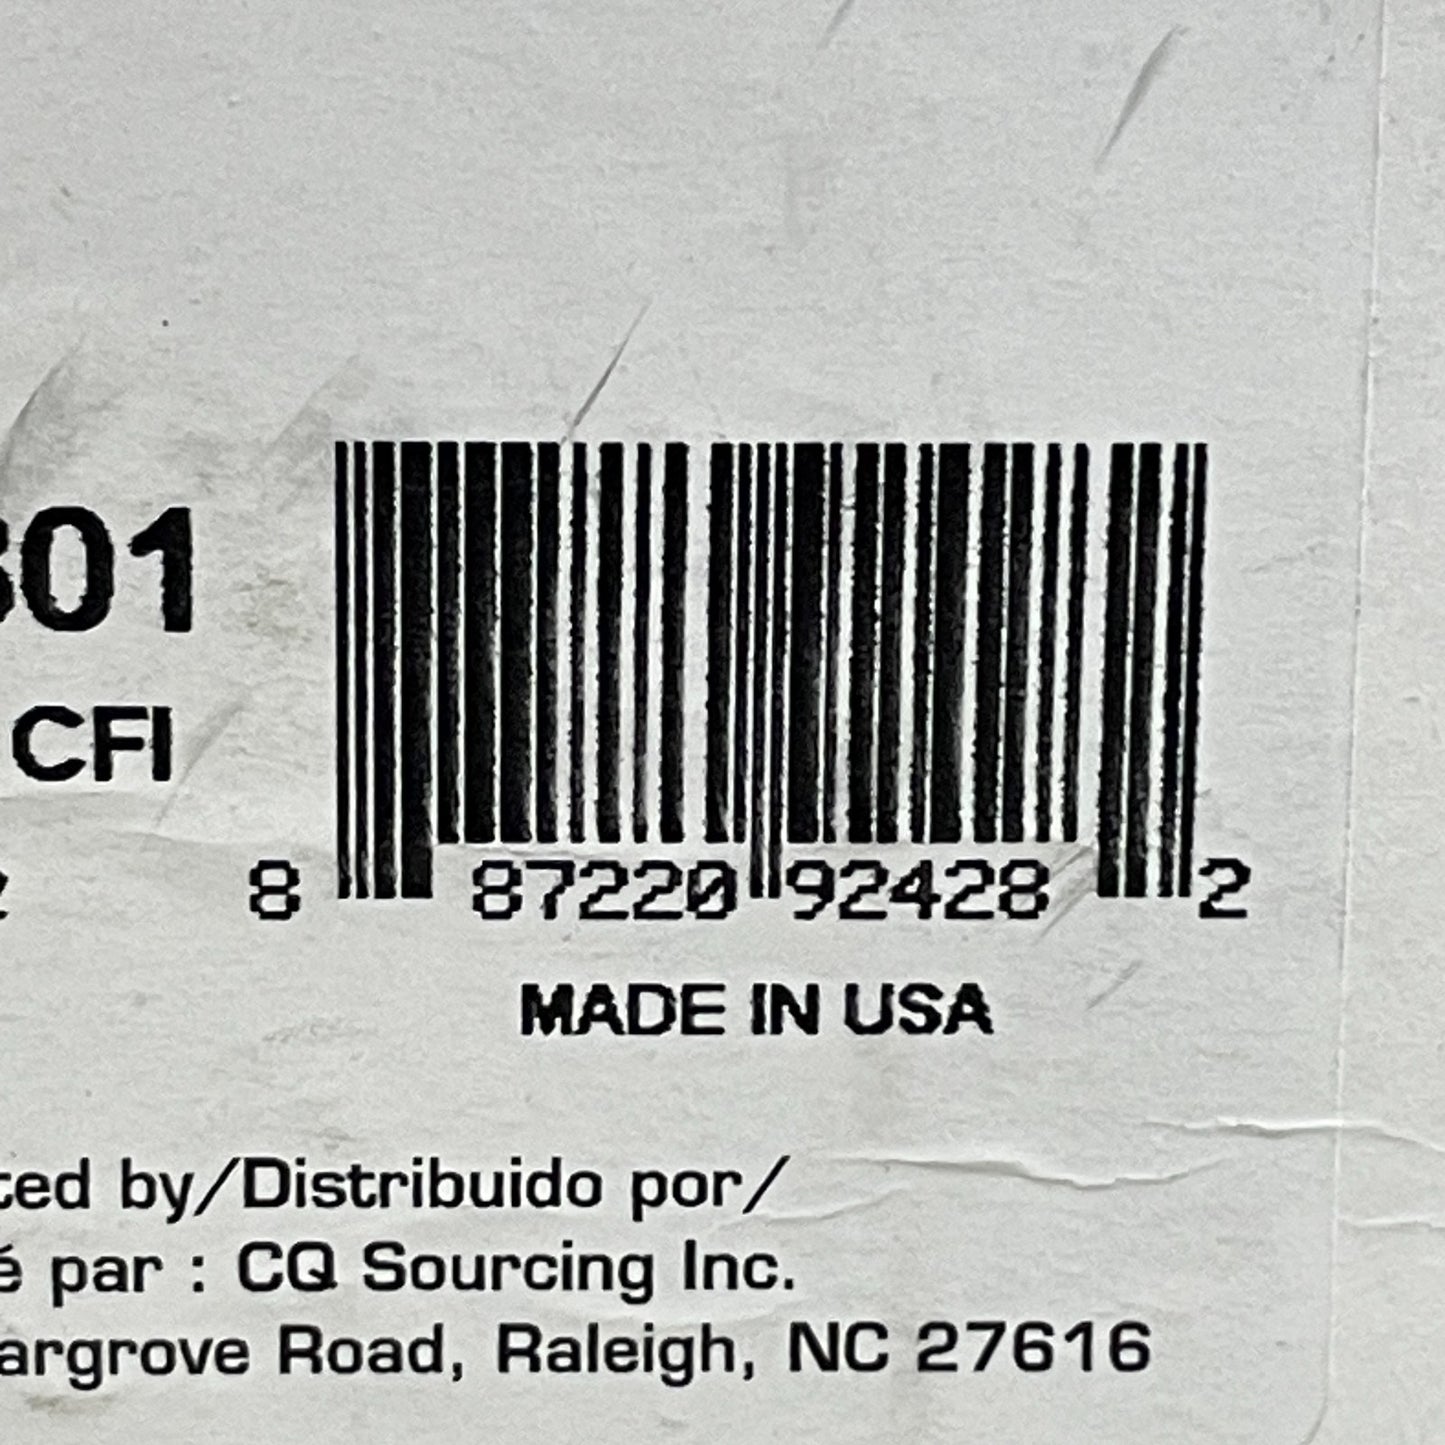 301
CFI
8 87220 92428 2
MADE IN USA
ted by/Distribuido por/
é par : CQ Sourcing Inc.
argrove Road, Raleigh, NC 27616